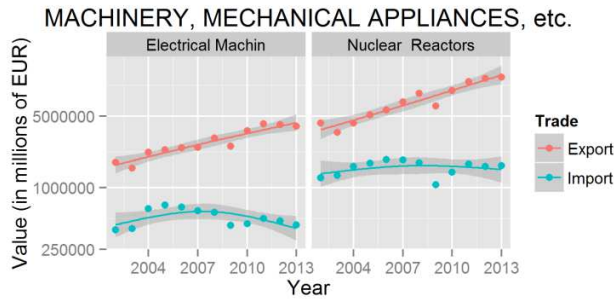 MACHINERY, MECHANICAL APPLIANCES, etc.
Electrical Machin
Nuclear Reactors
Value (in millions of EUR)
5000000
1000000
250000
2004 2007 2010 2013
2004 2007 2010 2013
Year
Trade
Export
Import